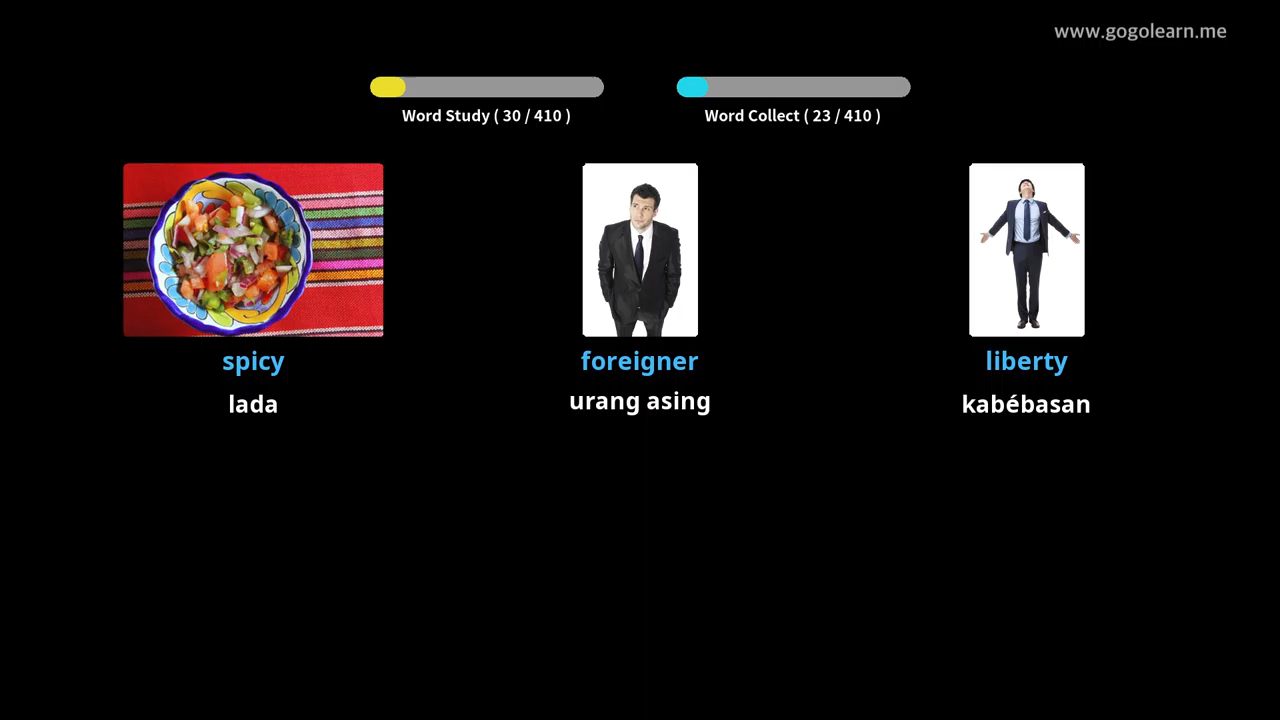 www.gogolearn.me
Word Study ( 30 / 410 )
Word Collect ( 23 / 410 )
spicy
foreigner
liberty
lada
urang asing
kabébasan